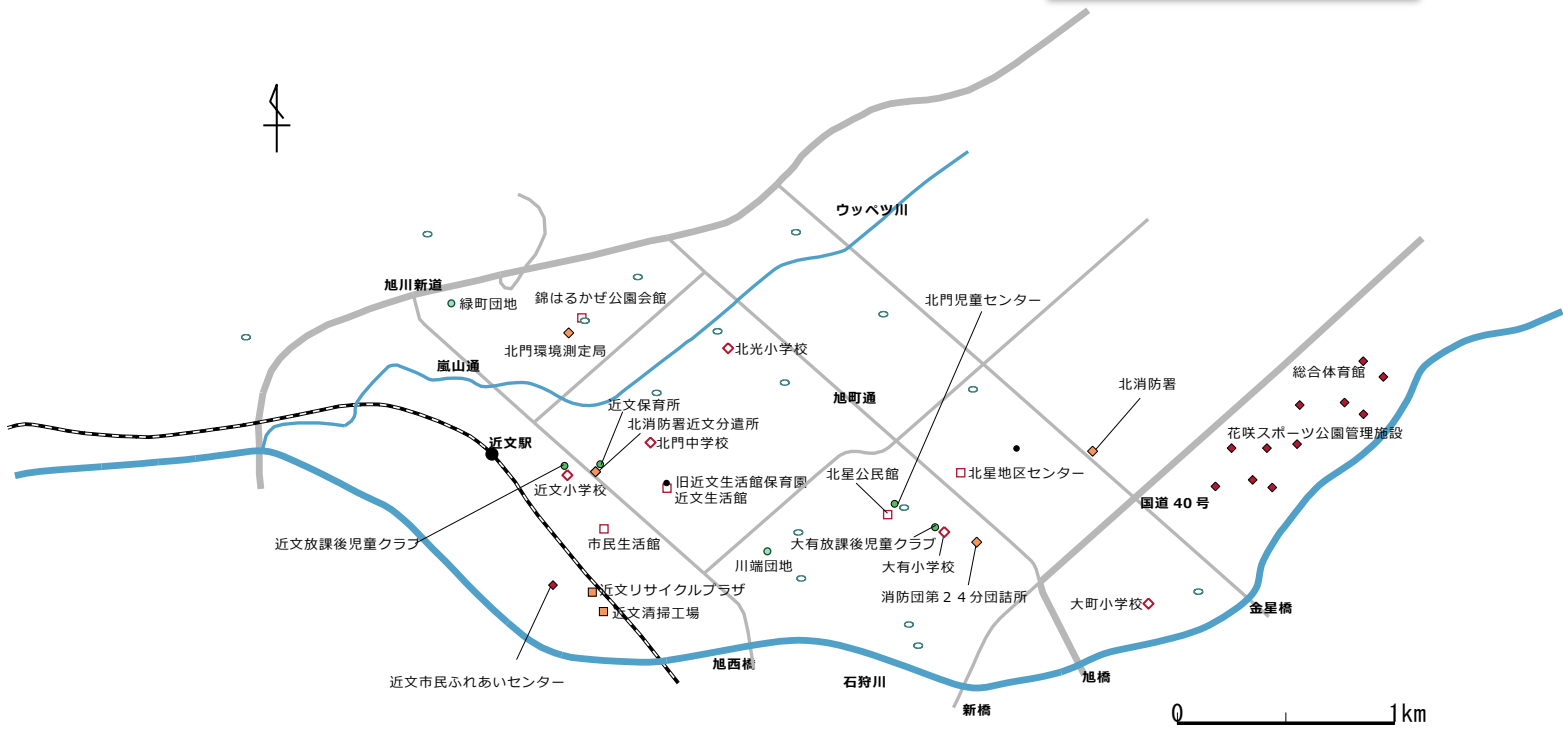 ウッペツ川
旭川新道
緑町団地
錦はるかぜ公園会館
北門児童センター
北門環境測定局
北光小学校
嵐山通
総合体育館
北消防署
旭町通
近文保育所
北消防署近文分遣所
花咲スポーツ公園管理施設
近文駅
北門中学校
北星公民館
北星地区センター
旧近文生活館保育園
近文小学校
近文生活館
国道 40 号
近文放課後児童クラブ
市民生活館
大有放課後児童クラブ
川端団地
大有小学校
近文リサイクルプラザ
消防団第２４分団詰所
大町小学校
金星橋
近文清掃工場
旭西橋
旭橋
近文市民ふれあいセンター
石狩川
新橋
0 1km